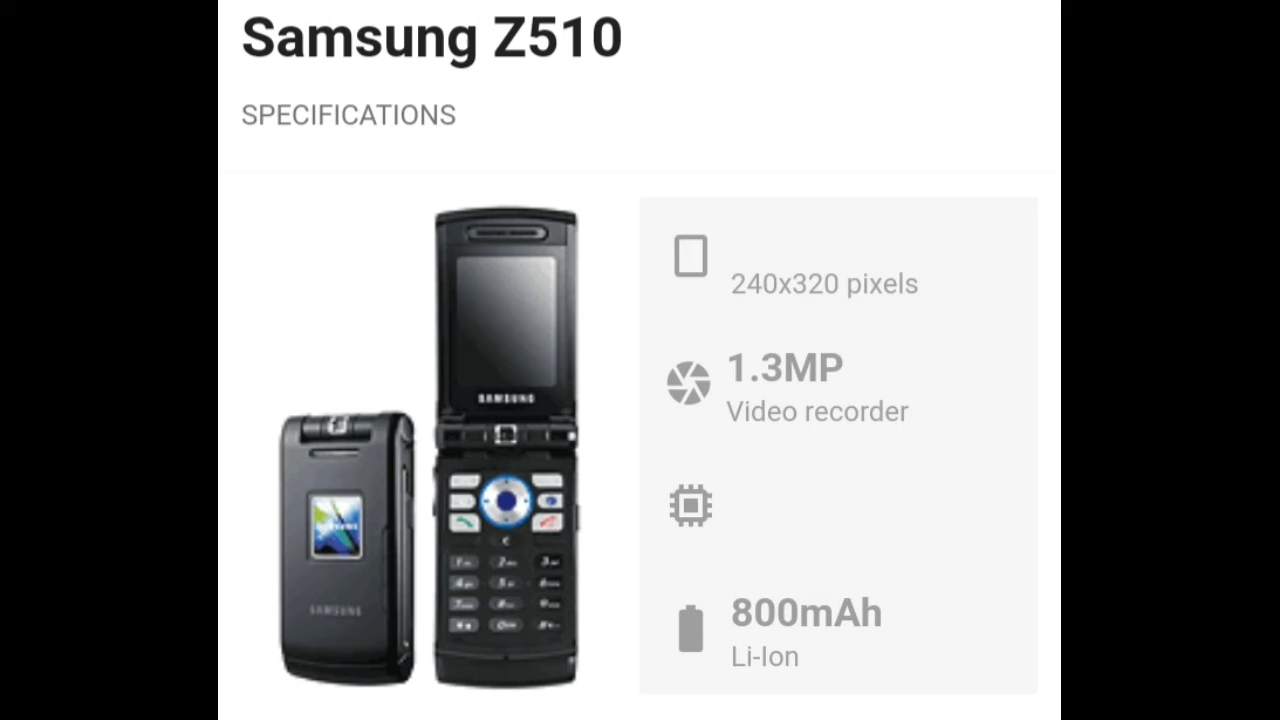 Samsung Z510
SPECIFICATIONS
240x320 pixels
1.3MP
Video recorder
800mAh
Li-Ion
SAMSUNG
SAMSUNG